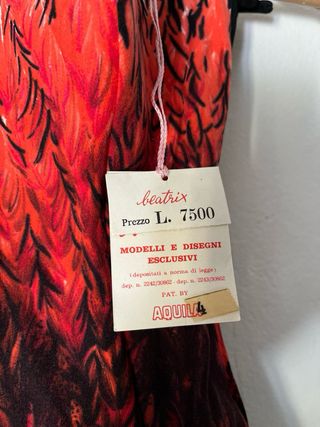 beatrix
Prezzo L. 7500
MODELLI E DISEGNI
ESCLUSIVI
(depositati a norma di legge)
dep. n. 2242/30862 - dep. n. 2243/30862
PAT. BY
AQUILA
4